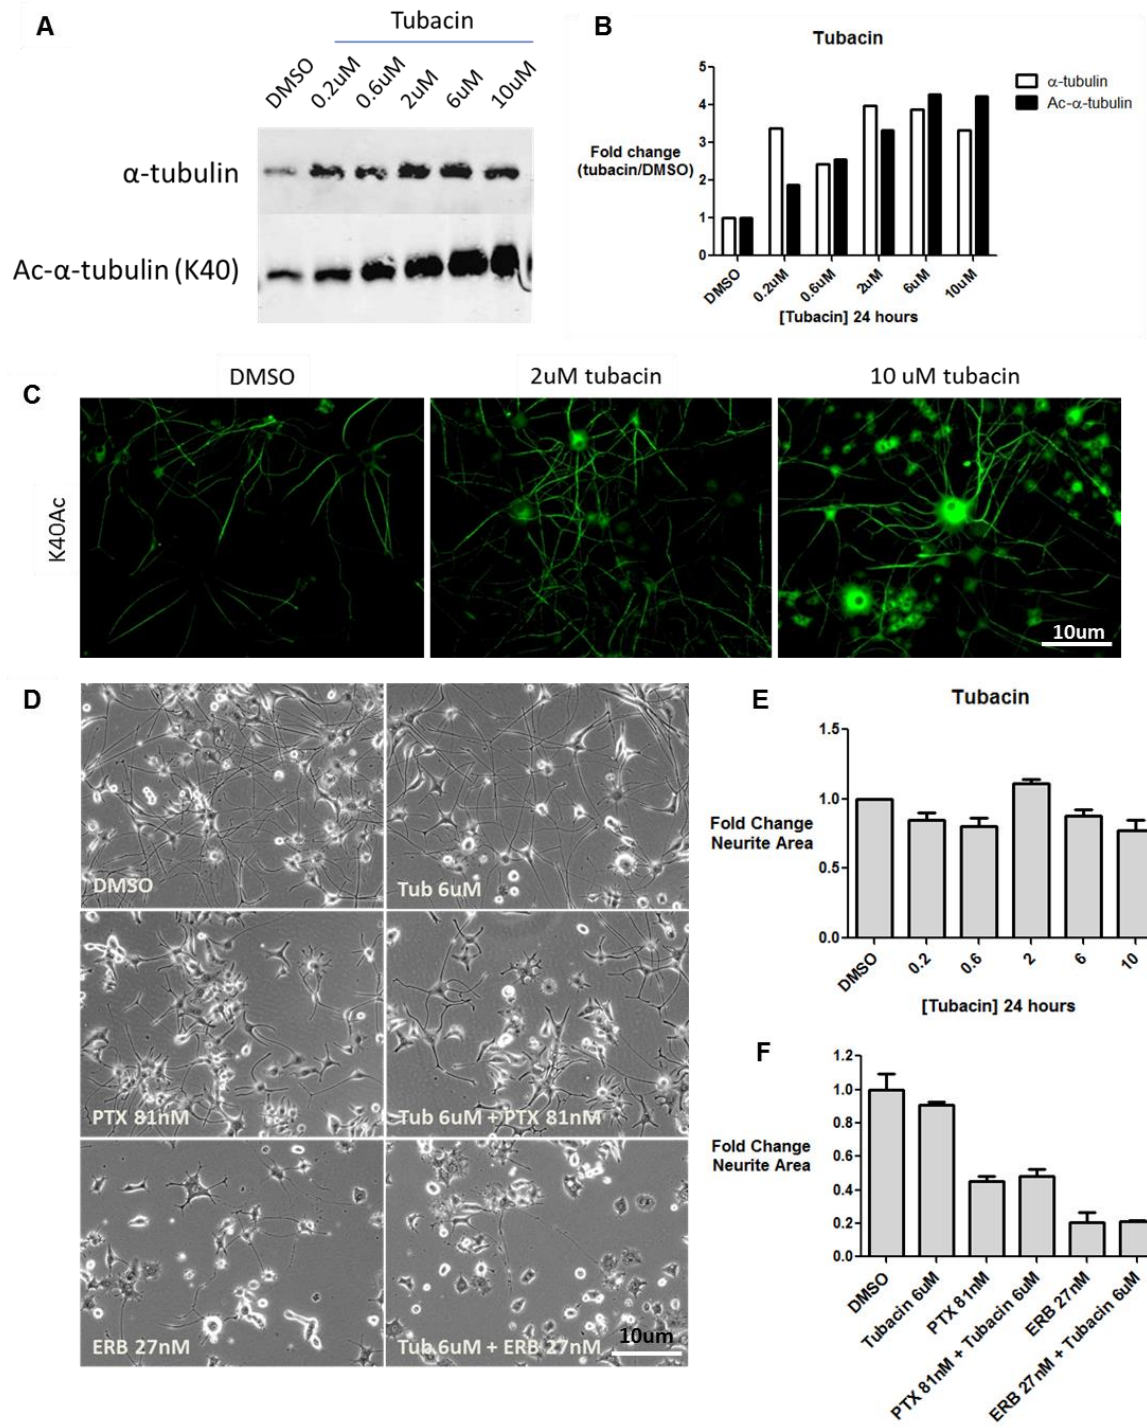 A
Tubacin
DMSO
0.2uM
0.6uM
2uM
6uM
10uM
α-tubulin
Ac-α-tubulin (K40)
B
Tubacin
5
4
3
2
1
0
Fold change
(tubacin/DMSO)
α-tubulin
Ac-α-tubulin
DMSO
0.2uM
0.6uM
2uM
6uM
10uM
[Tubacin] 24 hours
C
DMSO
2uM tubacin
10 uM tubacin
K40Ac
10um
D
DMSO
Tub 6uM
PTX 81nM
Tub 6uM + PTX 81nM
ERB 27nM
Tub 6uM + ERB 27nM
10um
E
Tubacin
1.5
1.0
0.5
0.0
Fold Change
Neurite Area
DMSO
0.2
0.6
2
6
10
[Tubacin] 24 hours
F
1.2
1.0
0.8
0.6
0.4
0.2
0.0
Fold Change
Neurite Area
DMSO
Tubacin 6uM
PTX 81nM
PTX 81nM + Tubacin 6uM
ERB 27nM
ERB 27nM + Tubacin 6uM